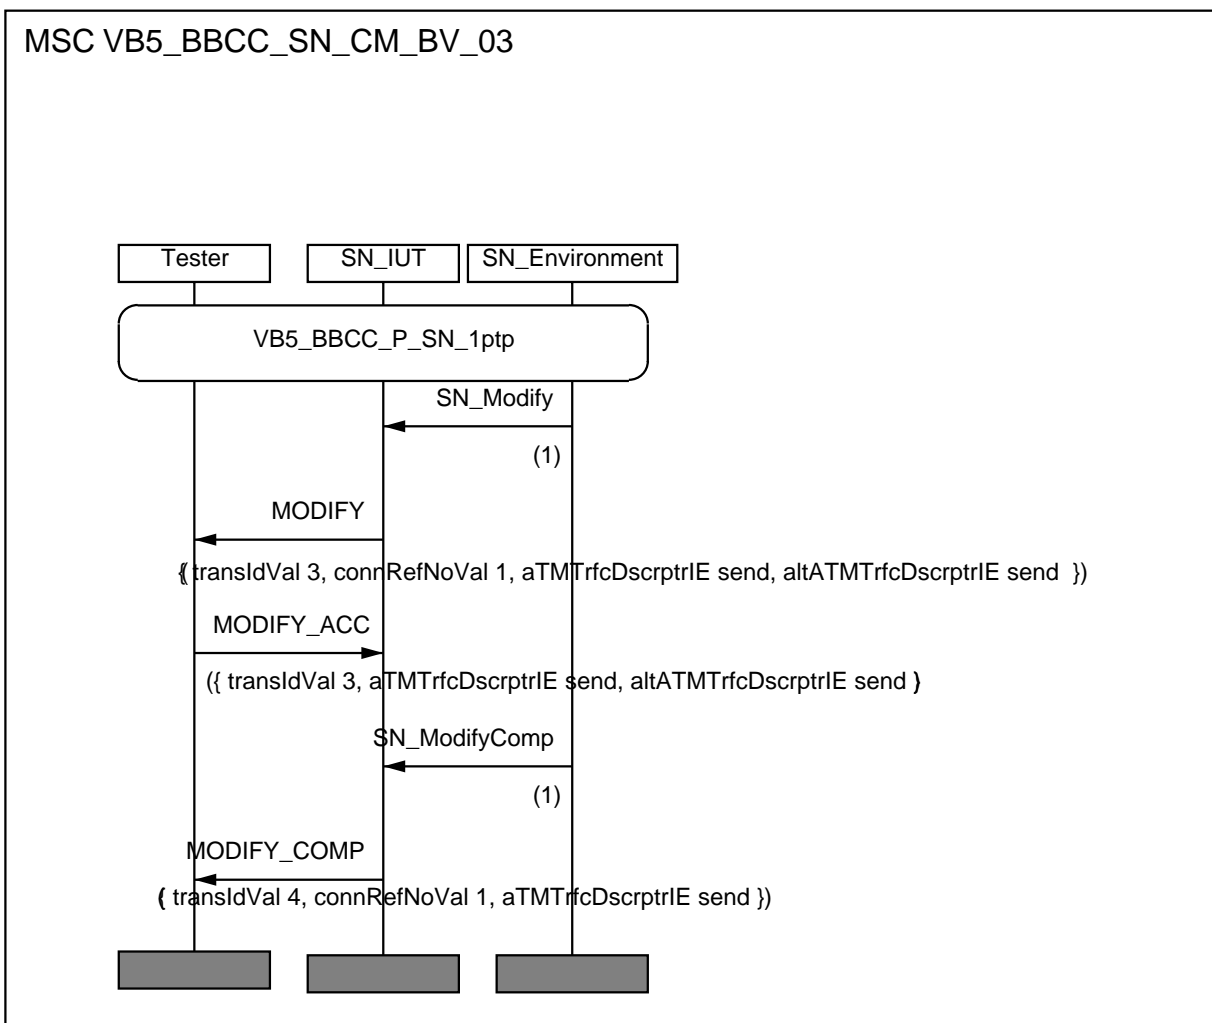 MSC VB5_BBCC_SN_CM_BV_03
Tester SN_IUT SN_Environment
VB5_BBCC_P_SN_1ptp
SN_Modify
(1)
MODIFY
({ transIdVal 3, connRefNoVal 1, aTMTrfcDscrptrIE send, altATMTrfcDscrptrIE send })
MODIFY_ACC
({ transIdVal 3, aTMTrfcDscrptrIE send, altATMTrfcDscrptrIE send })
SN_ModifyComp
(1)
MODIFY_COMP
({ transIdVal 4, connRefNoVal 1, aTMTrfcDscrptrIE send })